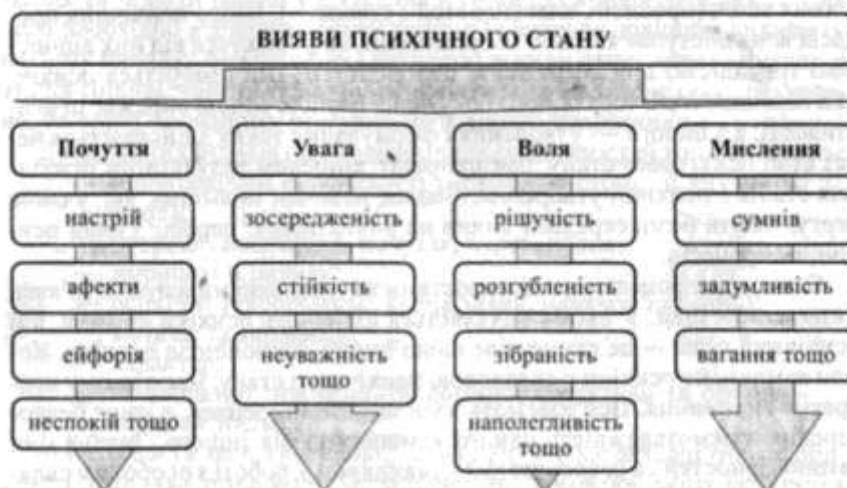 ВИЯВИ ПСИХІЧНОГО СТАНУ
Почуття
настрій
афекти
ейфорія
неспокій тощо
Увага
зосередженість
стійкість
неуважність
тощо
Воля
рішучість
розгубленість
зібраність
наполегливість
тощо
Мислення
сумнів
задумливість
вагання тощо